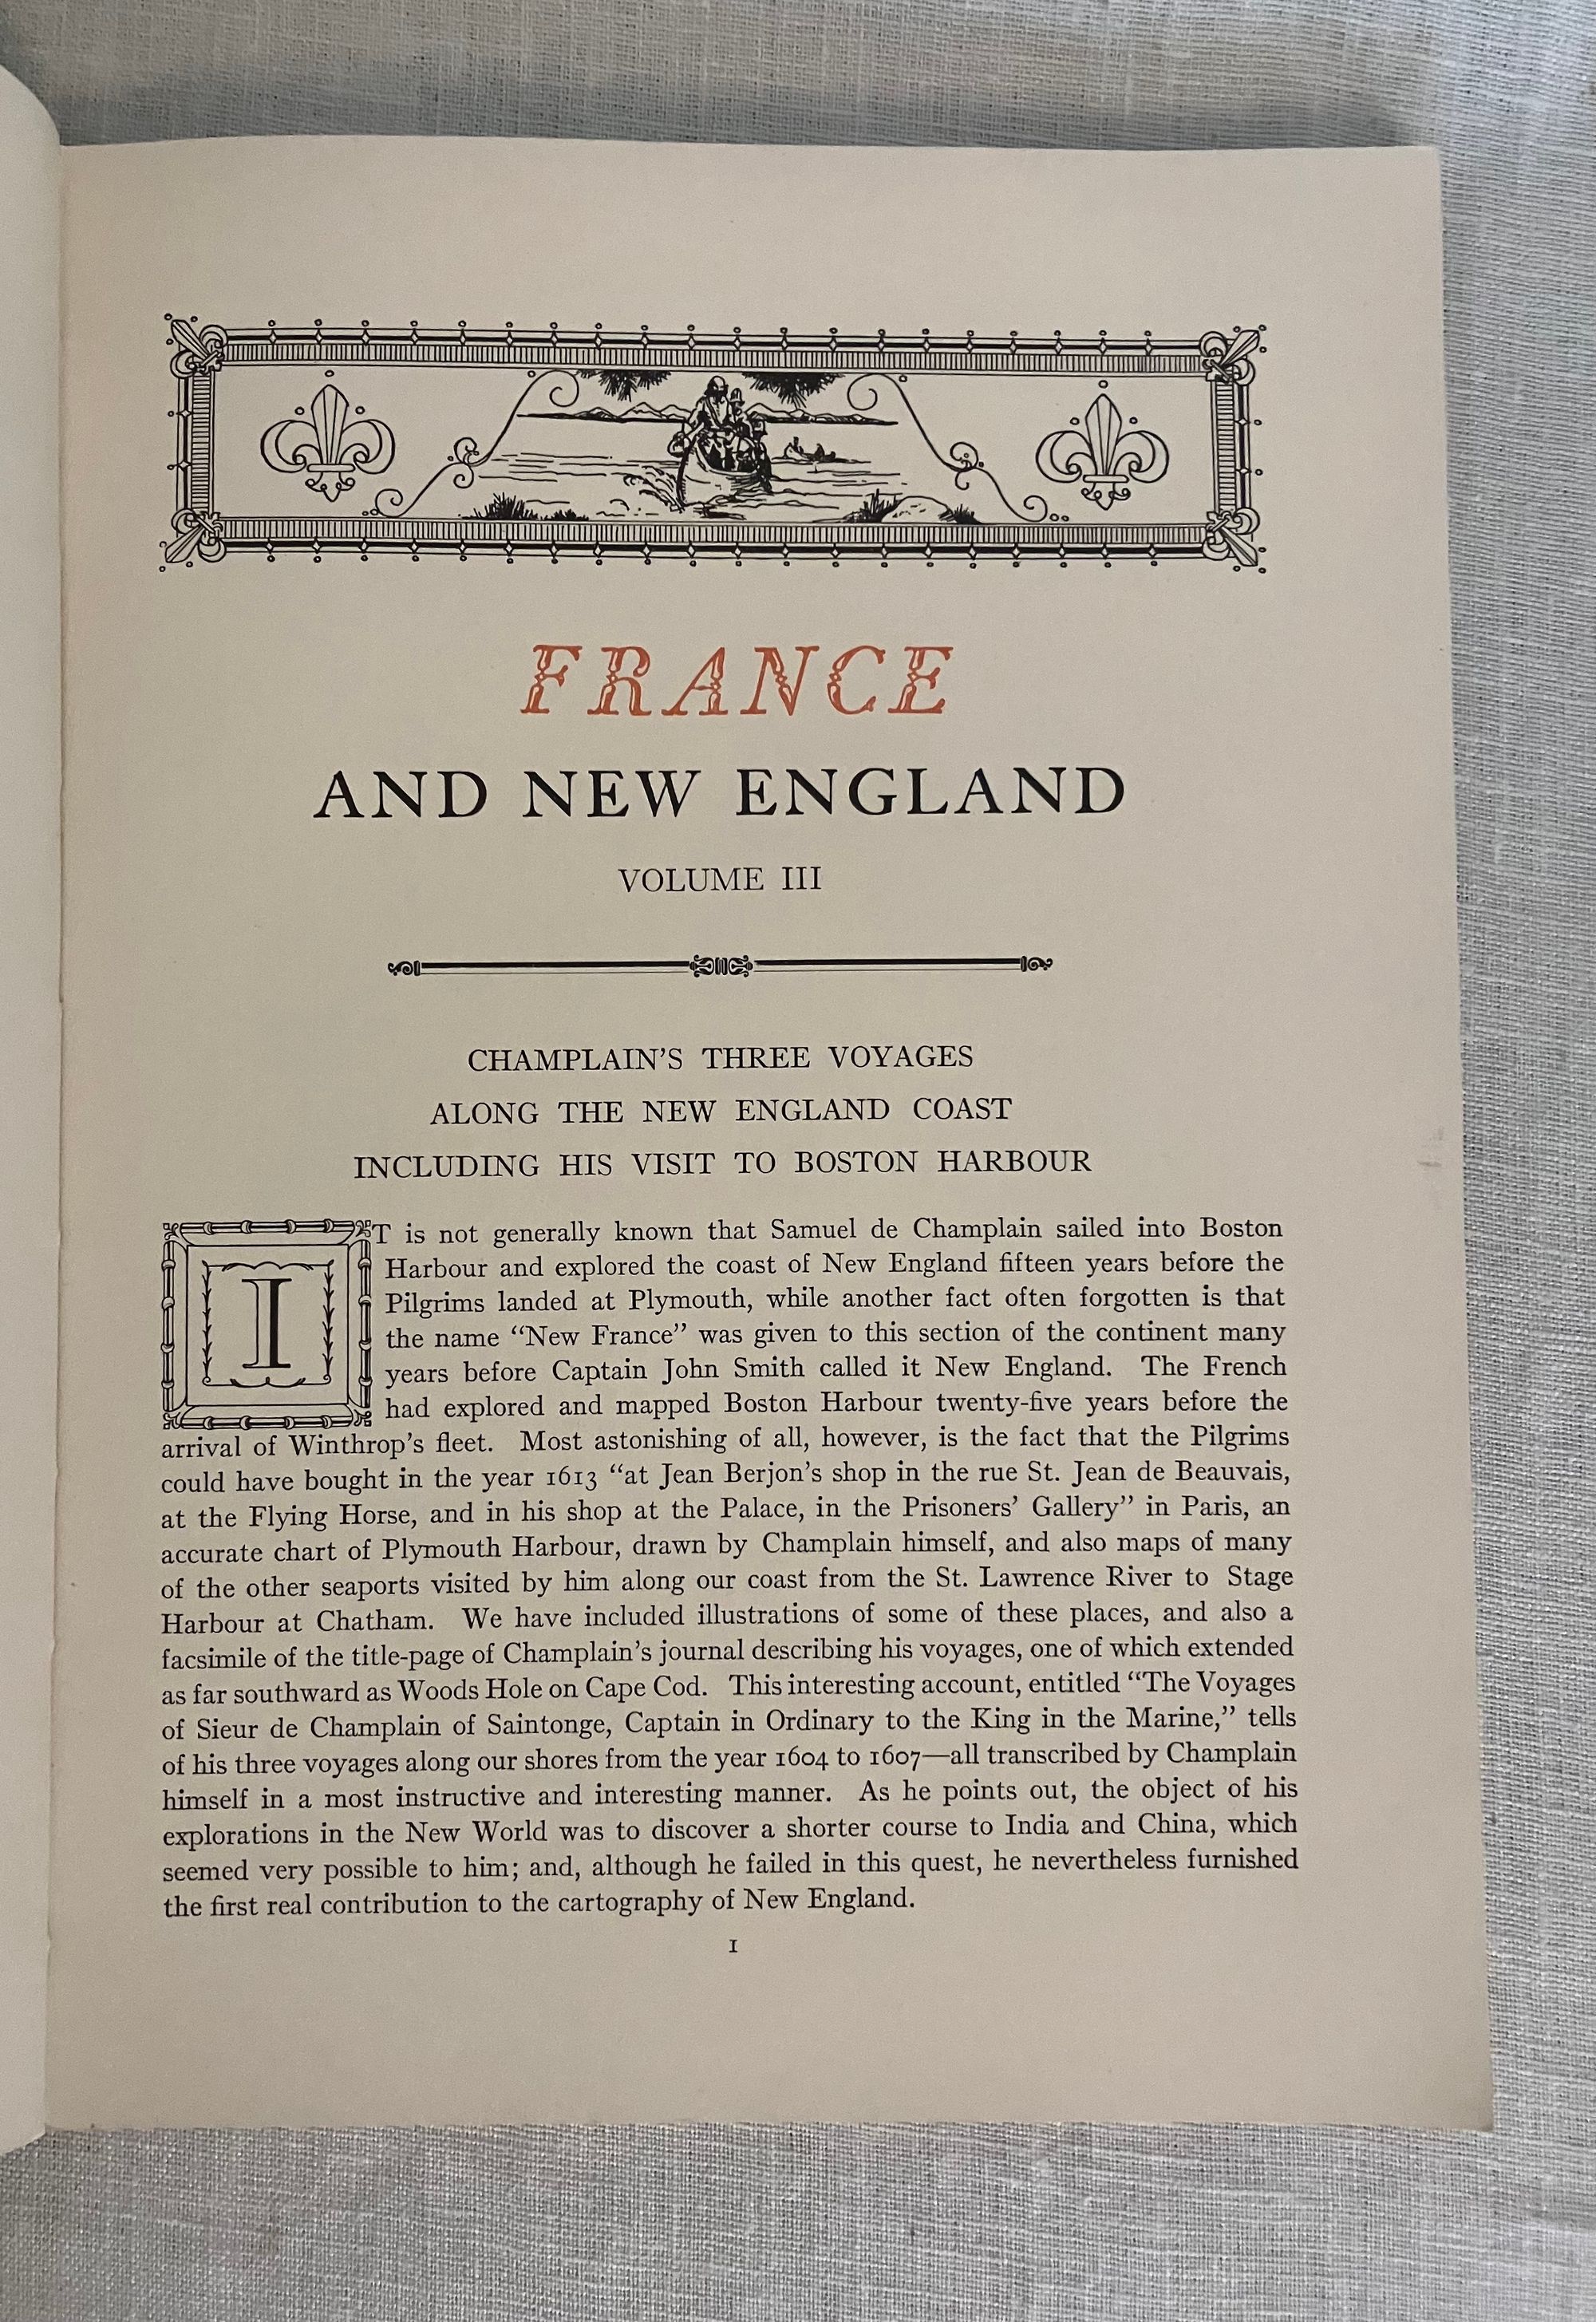 FRANCE
AND NEW ENGLAND
VOLUME III
CHAMPLAIN'S THREE VOYAGES
ALONG THE NEW ENGLAND COAST
INCLUDING HIS VISIT TO BOSTON HARBOUR
IT is not generally known that Samuel de Champlain sailed into Boston
Harbour and explored the coast of New England fifteen years before the
Pilgrims landed at Plymouth, while another fact often forgotten is that
the name “New France” was given to this section of the continent many
years before Captain John Smith called it New England. The French
had explored and mapped Boston Harbour twenty-five years before the
arrival of Winthrop's fleet. Most astonishing of all, however, is the fact that the Pilgrims
could have bought in the year 1613 “at Jean Berjon's shop in the rue St. Jean de Beauvais,
at the Flying Horse, and in his shop at the Palace, in the Prisoners' Gallery” in Paris, an
accurate chart of Plymouth Harbour, drawn by Champlain himself, and also maps of many
of the other seaports visited by him along our coast from the St. Lawrence River to Stage
Harbour at Chatham. We have included illustrations of some of these places, and also a
facsimile of the title-page of Champlain's journal describing his voyages, one of which extended
as far southward as Woods Hole on Cape Cod. This interesting account, entitled “The Voyages
of Sieur de Champlain of Saintonge, Captain in Ordinary to the King in the Marine,” tells
of his three voyages along our shores from the year 1604 to 1607—all transcribed by Champlain
himself in a most instructive and interesting manner. As he points out, the object of his
explorations in the New World was to discover a shorter course to India and China, which
seemed very possible to him; and, although he failed in this quest, he nevertheless furnished
the first real contribution to the cartography of New England.
1